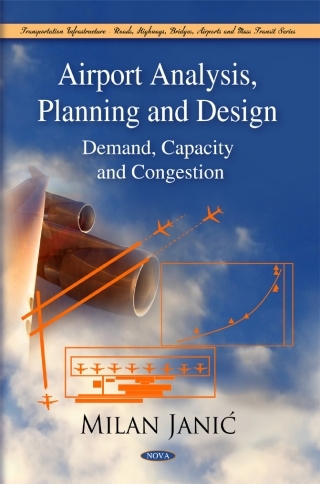 Transportation Infrastructure - Roads, Highways, Bridges, Airports and Mass Transit Series
Airport Analysis,
Planning and Design
Demand, Capacity
and Congestion
MILAN JANIĆ
NOVA